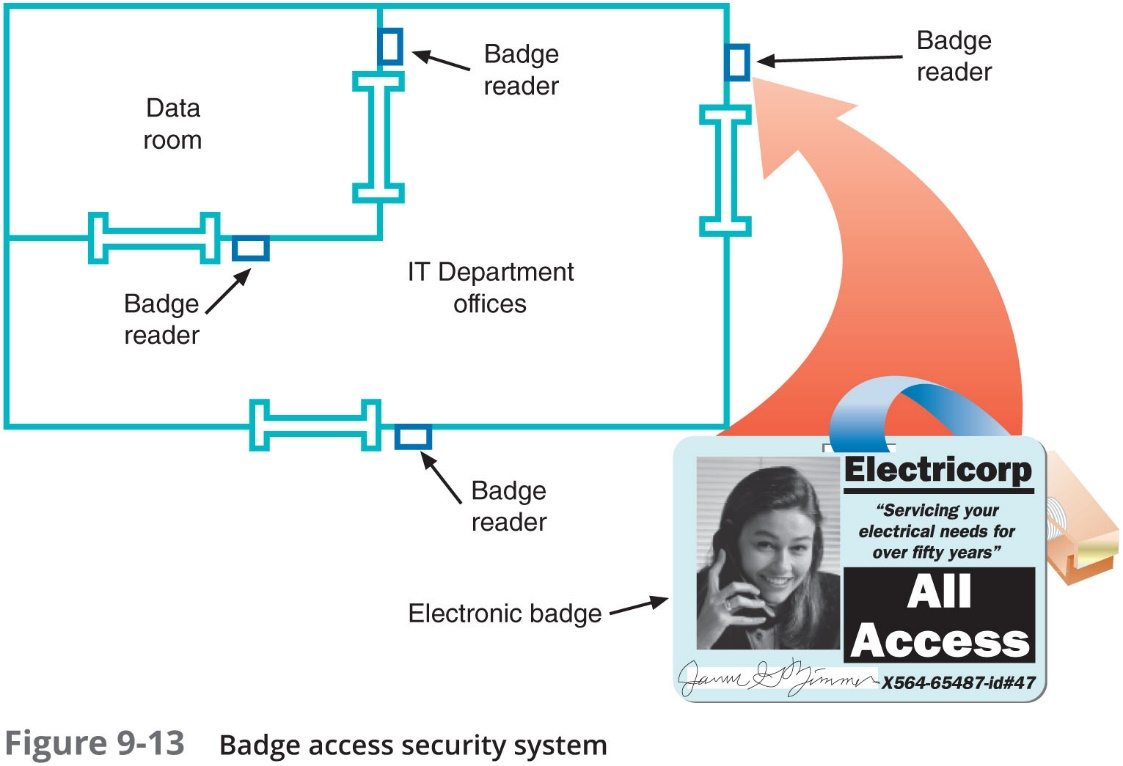 Badge
reader
Badge
reader
Data
room
IT Department
offices
Badge
reader
Badge
reader
Electronic badge
Electricorp
“Servicing your
electrical needs for
over fifty years”
All
Access
X564-65487-id#47
Figure 9-13 Badge access security system